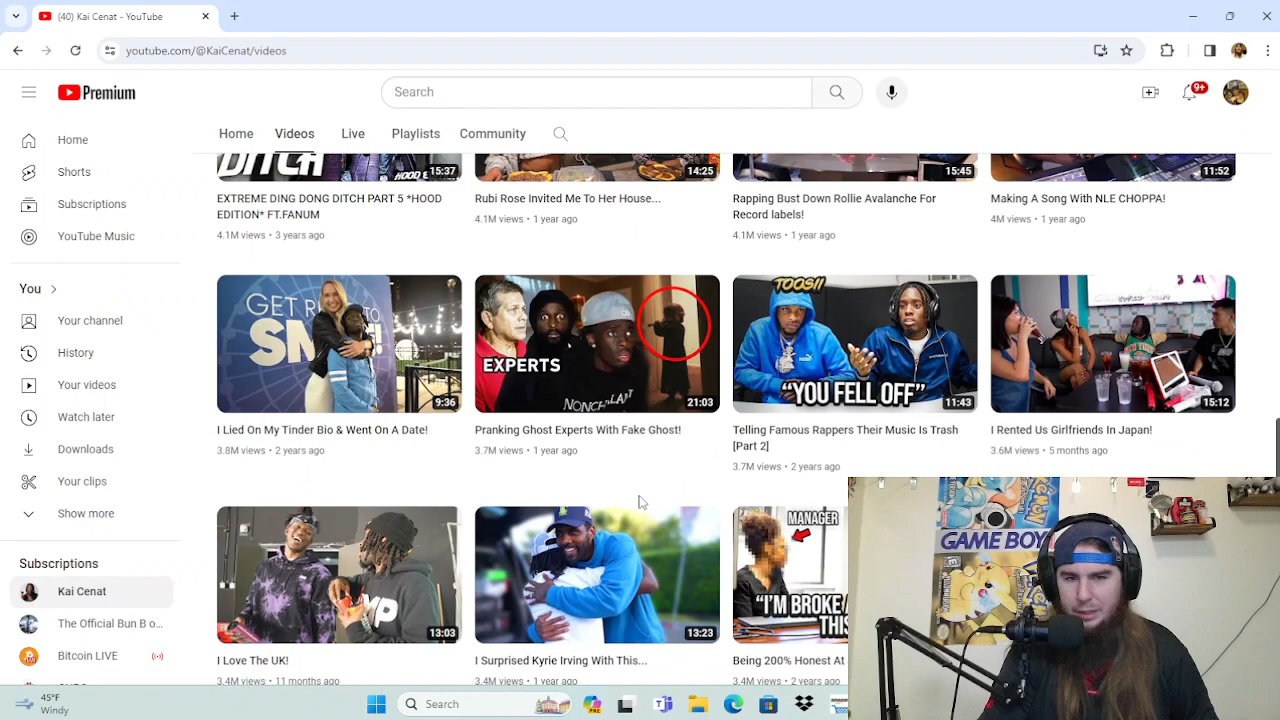 (40) Kai Cenat - YouTube
youtube.com/@KaiCenat/videos
Premium
Search
9+
Home
Videos
Live
Playlists
Community
Home
Shorts
Subscriptions
YouTube Music
You
Your channel
History
Your videos
Watch later
Downloads
Your clips
Show more
Subscriptions
Kai Cenat
The Official Bun B o...
Bitcoin LIVE
DITCH
15:37
14:25
15:45
11:52
EXTREME DING DONG DITCH PART 5 *HOOD
EDITION* FT.FANUM
4.1M views • 3 years ago
Rubi Rose Invited Me To Her House...
4.1M views • 1 year ago
Rapping Bust Down Rollie Avalanche For
Record labels!
4.1M views • 1 year ago
Making A Song With NLE CHOPPA!
4M views • 1 year ago
9:36
EXPERTS
21:03
TOOSII
"YOU FELL OFF"
11:43
15:12
I Lied On My Tinder Bio & Went On A Date!
3.8M views • 2 years ago
Pranking Ghost Experts With Fake Ghost!
3.7M views • 1 year ago
Telling Famous Rappers Their Music Is Trash
[Part 2]
3.7M views • 2 years ago
I Rented Us Girlfriends In Japan!
3.6M views • 5 months ago
13:03
13:23
MANAGER
"I'M BROKE
THIS
I Love The UK!
3.4M views • 11 months ago
I Surprised Kyrie Irving With This...
3.4M views • 1 year ago
Being 200% Honest At
3.4M views • 2 years ago
GAME BOY
45°F
Windy
Search
PRE